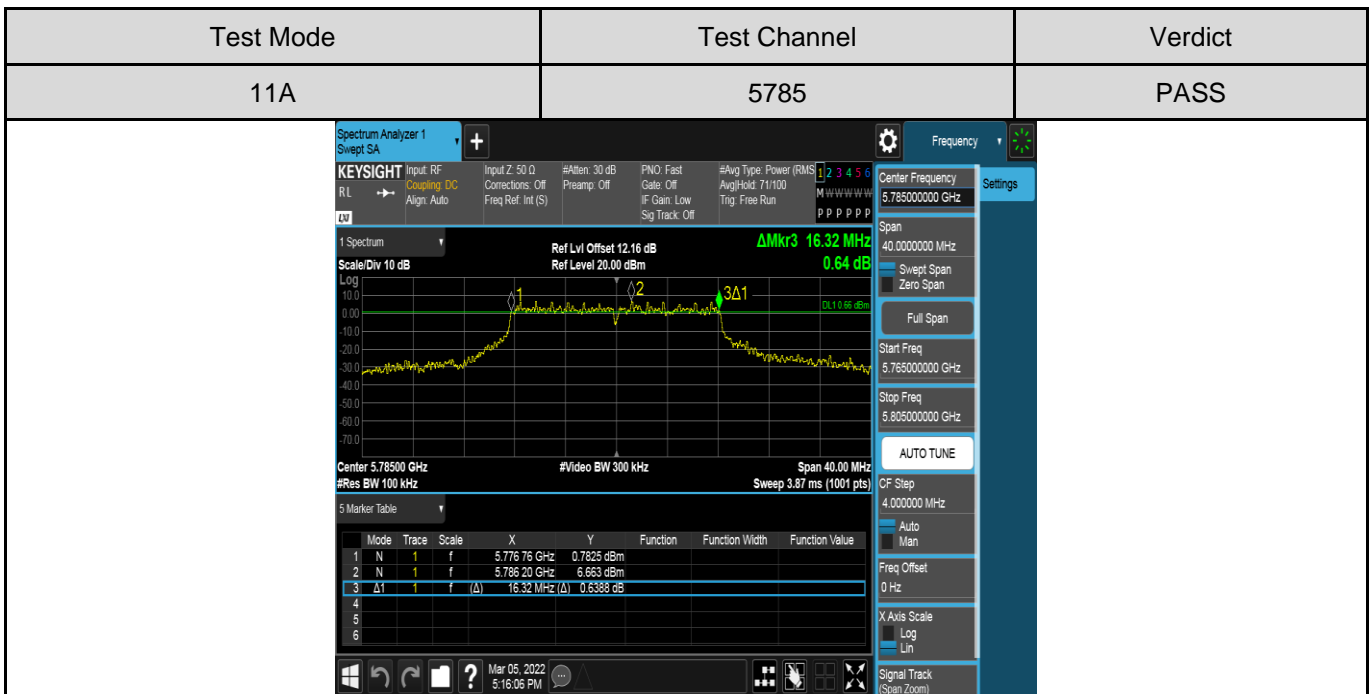 Test Mode Test Channel Verdict
11A 5785 PASS
Spectrum Analyzer 1
Swept SA
+
Frequency
KEYSIGHT Input: RF Input Z: 50 Ω #Atten: 30 dB PNO: Fast #Avg Type: Power (RMS 1 2 3 4 5 6
RL Coupling: DC Corrections: Off Preamp: Off Gate: Off Avg|Hold: 71/100 M W W W W W
Align: Auto Freq Ref: Int (S) IF Gain: Low Trig: Free Run
LXI Sig Track: Off P P P P P P
Center Frequency
5.785000000 GHz
Settings
Span
40.0000000 MHz
Swept Span
Zero Span
Full Span
Start Freq
5.765000000 GHz
Stop Freq
5.805000000 GHz
AUTO TUNE
CF Step
4.000000 MHz
Auto
Man
Freq Offset
0 Hz
X Axis Scale
Log
Lin
Signal Track
(Span Zoom)
1 Spectrum
Ref Lvl Offset 12.16 dB ΔMkr3 16.32 MHz
Scale/Div 10 dB Ref Level 20.00 dBm 0.64 dB
Log
10.0
0.00
-10.0
-20.0
-30.0
-40.0
-50.0
-60.0
-70.0
1
2
3Δ1
DL1 0.66 dBm
Center 5.78500 GHz #Video BW 300 kHz Span 40.00 MHz
#Res BW 100 kHz Sweep 3.87 ms (1001 pts)
5 Marker Table
Mode Trace Scale X Y Function Function Width Function Value
1 N 1 f 5.776 76 GHz 0.7825 dBm
2 N 1 f 5.786 20 GHz 6.663 dBm
3 Δ1 1 f (Δ) 16.32 MHz (Δ) 0.6388 dB
4
5
6
? Mar 05, 2022
5:16:06 PM